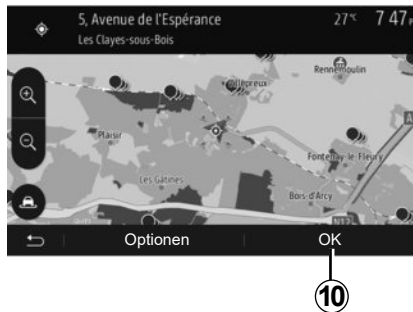 5, Avenue de l'Espérance
27°C
7 47
Les Clayes-sous-Bois
Rennemoulin
Villepreux
Plaisir
Fontenay-le-Fleury
Les Gâtines
Bois-d'Arcy
N12
A
Optionen
OK
10